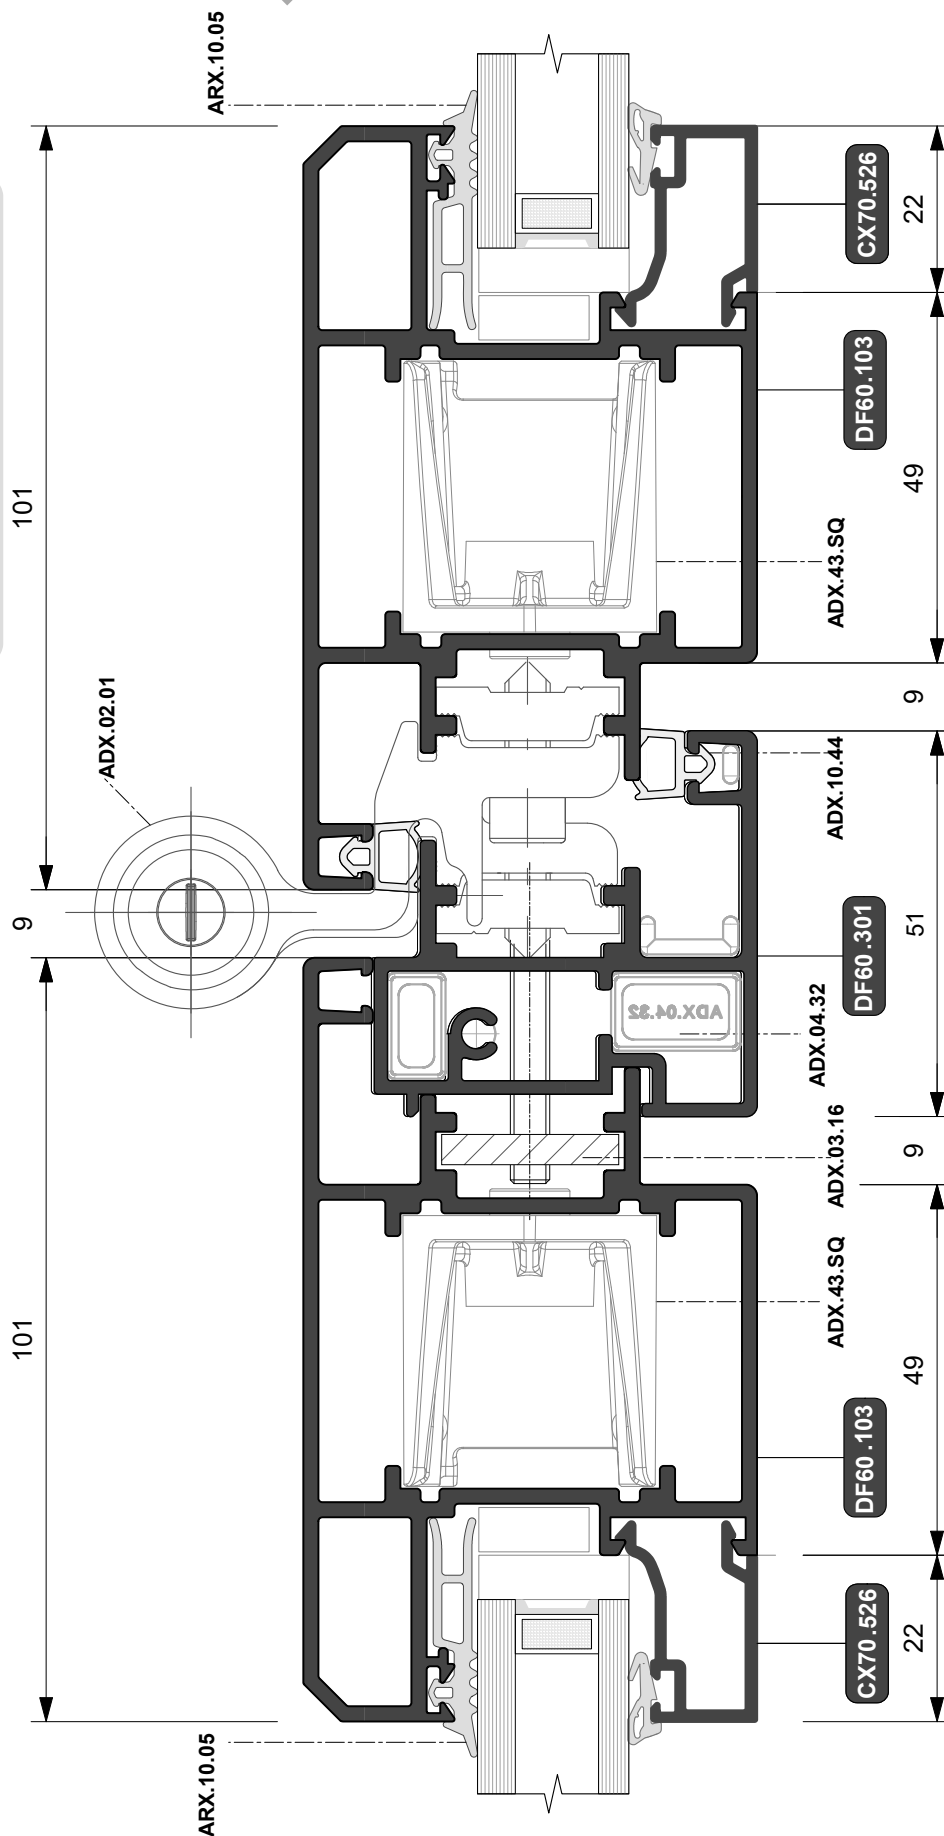 ARX.10.05
101
ADX.02.01
9
101
ARX.10.05
CX70.526
22
DF60.103
49
ADX.43.SQ
9
ADX.10.44
DF60.301
51
ADX.04.32
ADX.04.32
ADX.03.16
9
ADX.43.SQ
49
DF60.103
CX70.526
22